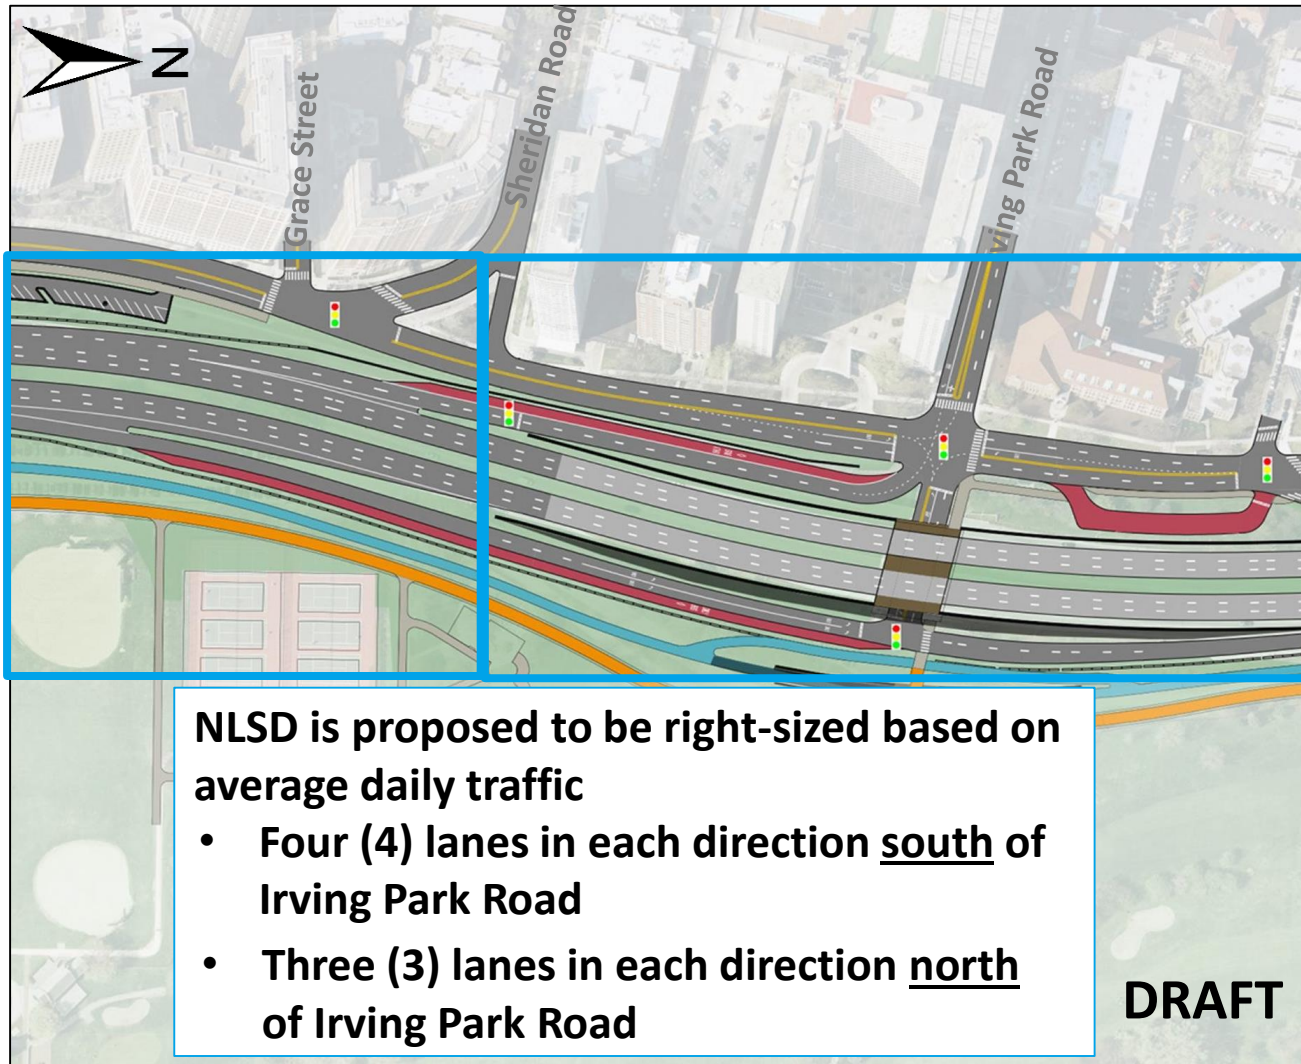 N
Grace Street
Sheridan Road
Irving Park Road
NLSD is proposed to be right-sized based on
average daily traffic
• Four (4) lanes in each direction south of
Irving Park Road
• Three (3) lanes in each direction north
of Irving Park Road
DRAFT